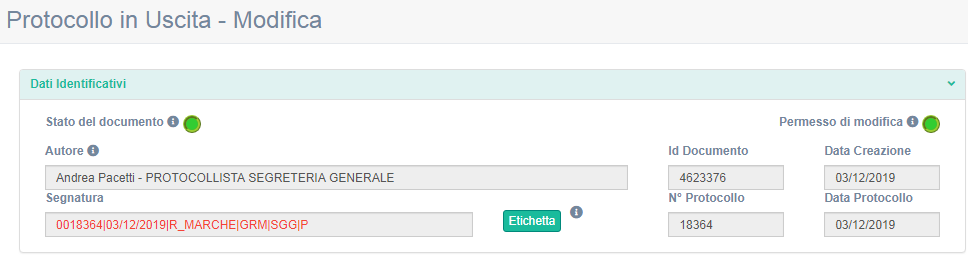 Protocollo in Uscita - Modifica
Dati Identificativi
Stato del documento Permesso di modifica
Autore Id Documento Data Creazione
Andrea Pacetti - PROTOCOLLISTA SEGRETERIA GENERALE 4623376 03/12/2019
Segnatura N° Protocollo Data Protocollo
0018364|03/12/2019|R_MARCHE|GRM|SGG|P Etichetta 18364 03/12/2019